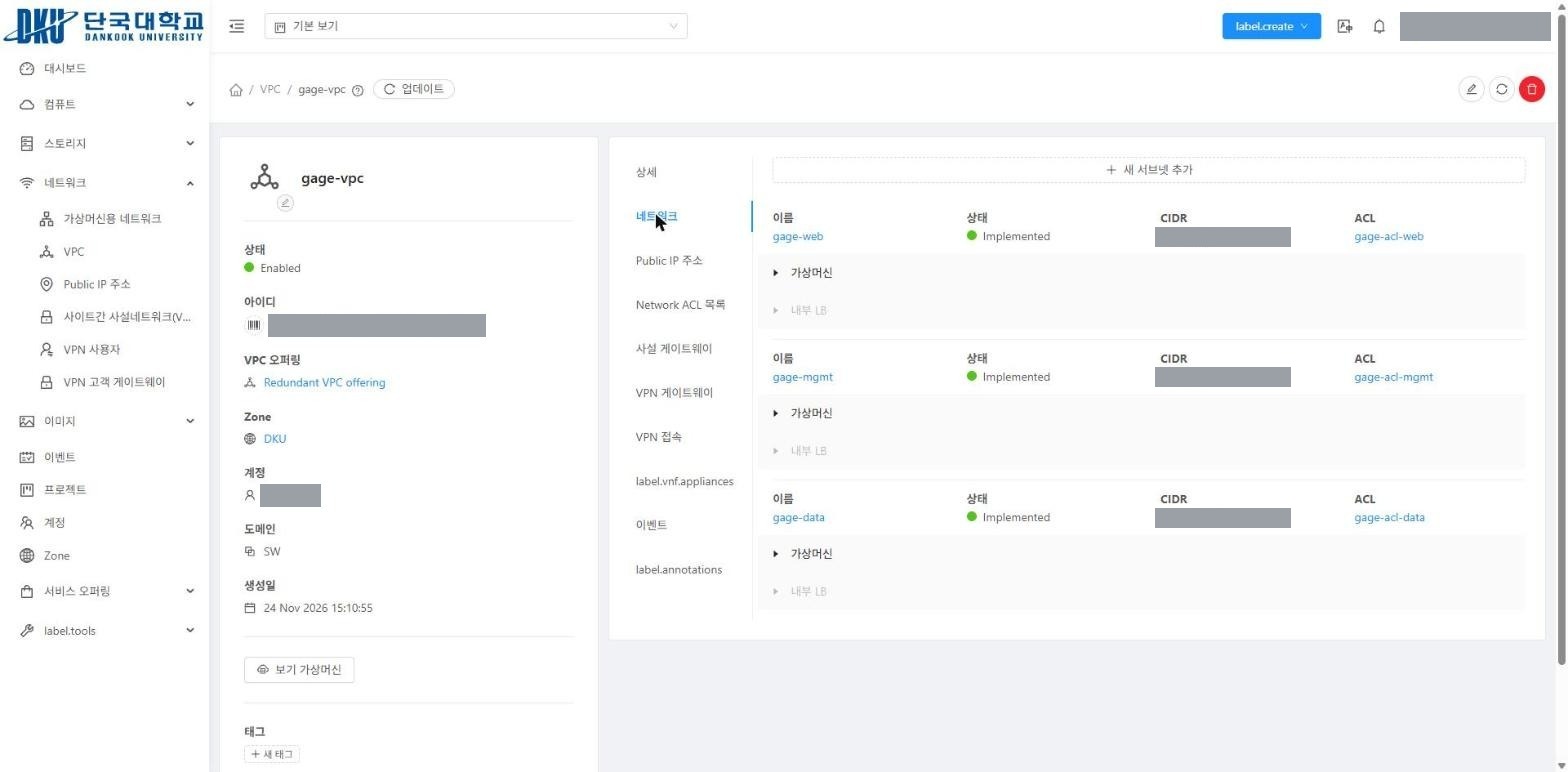 DKU 단국대학교
DANKOOK UNIVERSITY
기본 보기
label.create
대시보드
컴퓨트
스토리지
네트워크
가상머신용 네트워크
VPC
Public IP 주소
사이트간 사설네트워크(V...
VPN 사용자
VPN 고객 게이트웨이
이미지
이벤트
프로젝트
계정
Zone
서비스 오퍼링
label.tools
/ VPC / gage-vpc
업데이트
gage-vpc
상태
Enabled
아이디
VPC 오퍼링
Redundant VPC offering
Zone
DKU
계정
도메인
SW
생성일
24 Nov 2026 15:10:55
보기 가상머신
태그
+ 새 태그
상세
네트워크
Public IP 주소
Network ACL 목록
사설 게이트웨이
VPN 게이트웨이
VPN 접속
label.vnf.appliances
이벤트
label.annotations
+ 새 서브넷 추가
이름 상태 CIDR ACL
gage-web Implemented gage-acl-web
가상머신
내부 LB
이름 상태 CIDR ACL
gage-mgmt Implemented gage-acl-mgmt
가상머신
내부 LB
이름 상태 CIDR ACL
gage-data Implemented gage-acl-data
가상머신
내부 LB